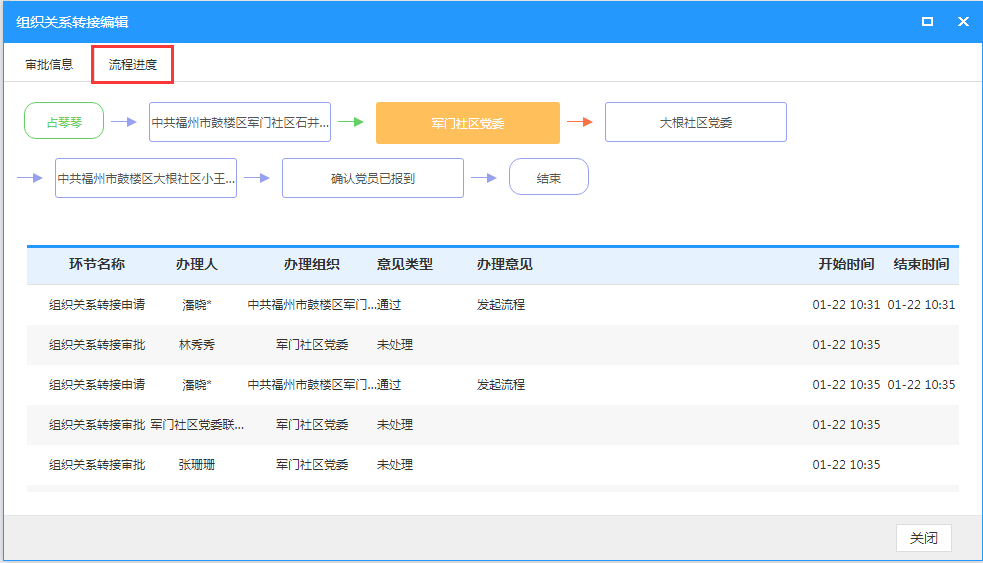 组织关系转接编辑
审批信息 流程进度
占琴琴 中共福州市鼓楼区军门社区石井... 军门社区党委 大根社区党委
中共福州市鼓楼区大根社区小王... 确认党员已报到 结束
环节名称 办理人 办理组织 意见类型 办理意见 开始时间 结束时间
组织关系转接申请 潘晓* 中共福州市鼓楼区军门...通过 发起流程 01-22 10:31 01-22 10:31
组织关系转接审批 林秀秀 军门社区党委 未处理 01-22 10:35
组织关系转接申请 潘晓* 中共福州市鼓楼区军门...通过 发起流程 01-22 10:35 01-22 10:35
组织关系转接审批 军门社区党委联... 军门社区党委 未处理 01-22 10:35
组织关系转接审批 张珊珊 军门社区党委 未处理 01-22 10:35
关闭